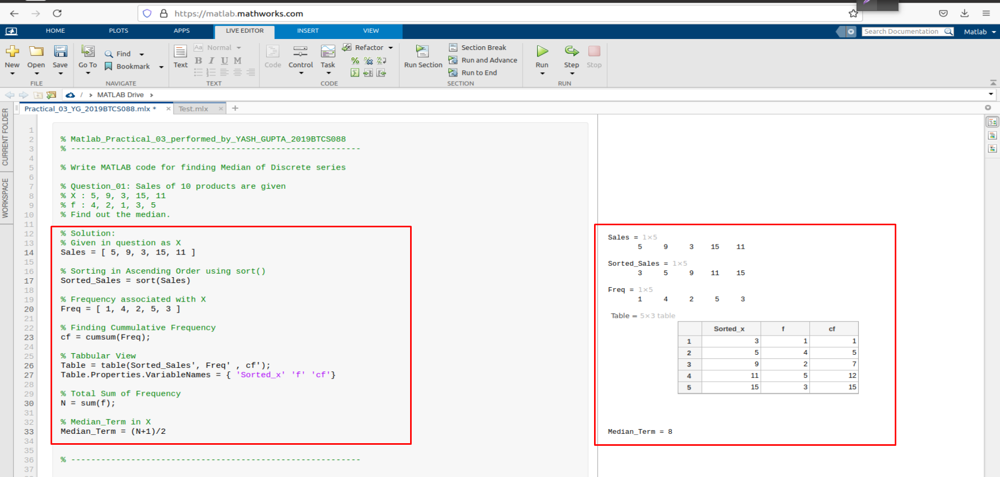 https://matlab.mathworks.com
HOME PLOTS APPS LIVE EDITOR INSERT VIEW Search Documentation Matlab
New Open Save Go To Find Bookmark Text Aa Normal B I U M Code Control Task Refactor Run Section Section Break Run and Advance Run to End Run Step Stop
FILE NAVIGATE TEXT CODE SECTION RUN
/ › MATLAB Drive ›
Practical_03_YG_2019BTCS088.mlx * × Test.mlx × +
CURRENT FOLDER
WORKSPACE
1
2 % Matlab_Practical_03_performed_by_YASH_GUPTA_2019BTCS088
3 % ----------------------------------------------------------
4
5 % Write MATLAB code for finding Median of Discrete series
6
7 % Question_01: Sales of 10 products are given
8 % X : 5, 9, 3, 15, 11
9 % f : 4, 2, 1, 3, 5
10 % Find out the median.
11
12 % Solution:
13 % Given in question as X
14 Sales = [ 5, 9, 3, 15, 11 ]
15
16 % Sorting in Ascending Order using sort()
17 Sorted_Sales = sort(Sales)
18
19 % Frequency associated with X
20 Freq = [ 1, 4, 2, 5, 3 ]
21
22 % Finding Cummulative Frequency
23 cf = cumsum(Freq);
24
25 % Tabbular View
26 Table = table(Sorted_Sales', Freq' , cf');
27 Table.Properties.VariableNames = { 'Sorted_x' 'f' 'cf'}
28
29 % Total Sum of Frequency
30 N = sum(f);
31
32 % Median_Term in X
33 Median_Term = (N+1)/2
34
35
36 % ----------------------------------------------------------
37
Sales = 1×5
5 9 3 15 11
Sorted_Sales = 1×5
3 5 9 11 15
Freq = 1×5
1 4 2 5 3
Table = 5×3 table
Sorted_x f cf
1 3 1 1
2 5 4 5
3 9 2 7
4 11 5 12
5 15 3 15
Median_Term = 8